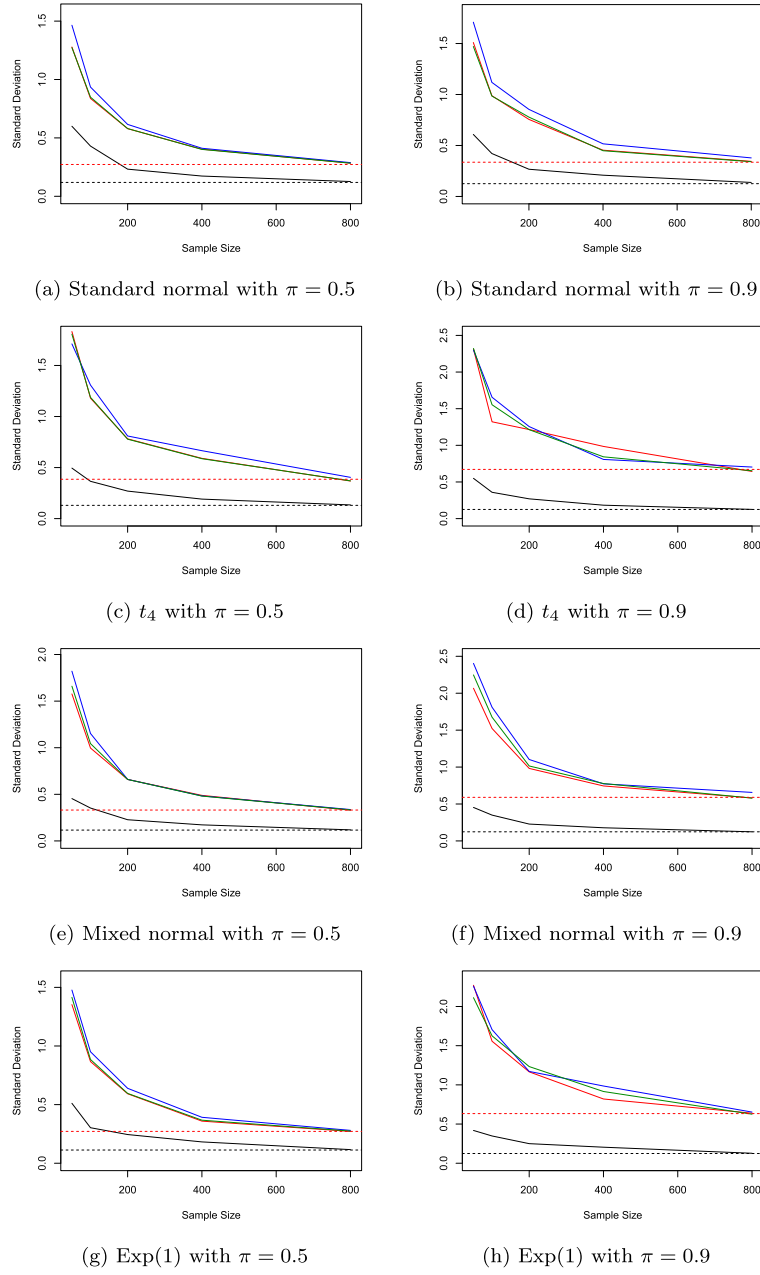 Standard Deviation
0.0 0.5 1.0 1.5
200 400 600 800
Sample Size
(a) Standard normal with π = 0.5
Standard Deviation
0.0 0.5 1.0 1.5
200 400 600 800
Sample Size
(b) Standard normal with π = 0.9
Standard Deviation
0.0 0.5 1.0 1.5
200 400 600 800
Sample Size
(c) t₄ with π = 0.5
Standard Deviation
0.0 0.5 1.0 1.5 2.0 2.5
200 400 600 800
Sample Size
(d) t₄ with π = 0.9
Standard Deviation
0.0 0.5 1.0 1.5 2.0
200 400 600 800
Sample Size
(e) Mixed normal with π = 0.5
Standard Deviation
0.0 0.5 1.0 1.5 2.0 2.5
200 400 600 800
Sample Size
(f) Mixed normal with π = 0.9
Standard Deviation
0.0 0.5 1.0 1.5
200 400 600 800
Sample Size
(g) Exp(1) with π = 0.5
Standard Deviation
0.0 0.5 1.0 1.5 2.0
200 400 600 800
Sample Size
(h) Exp(1) with π = 0.9